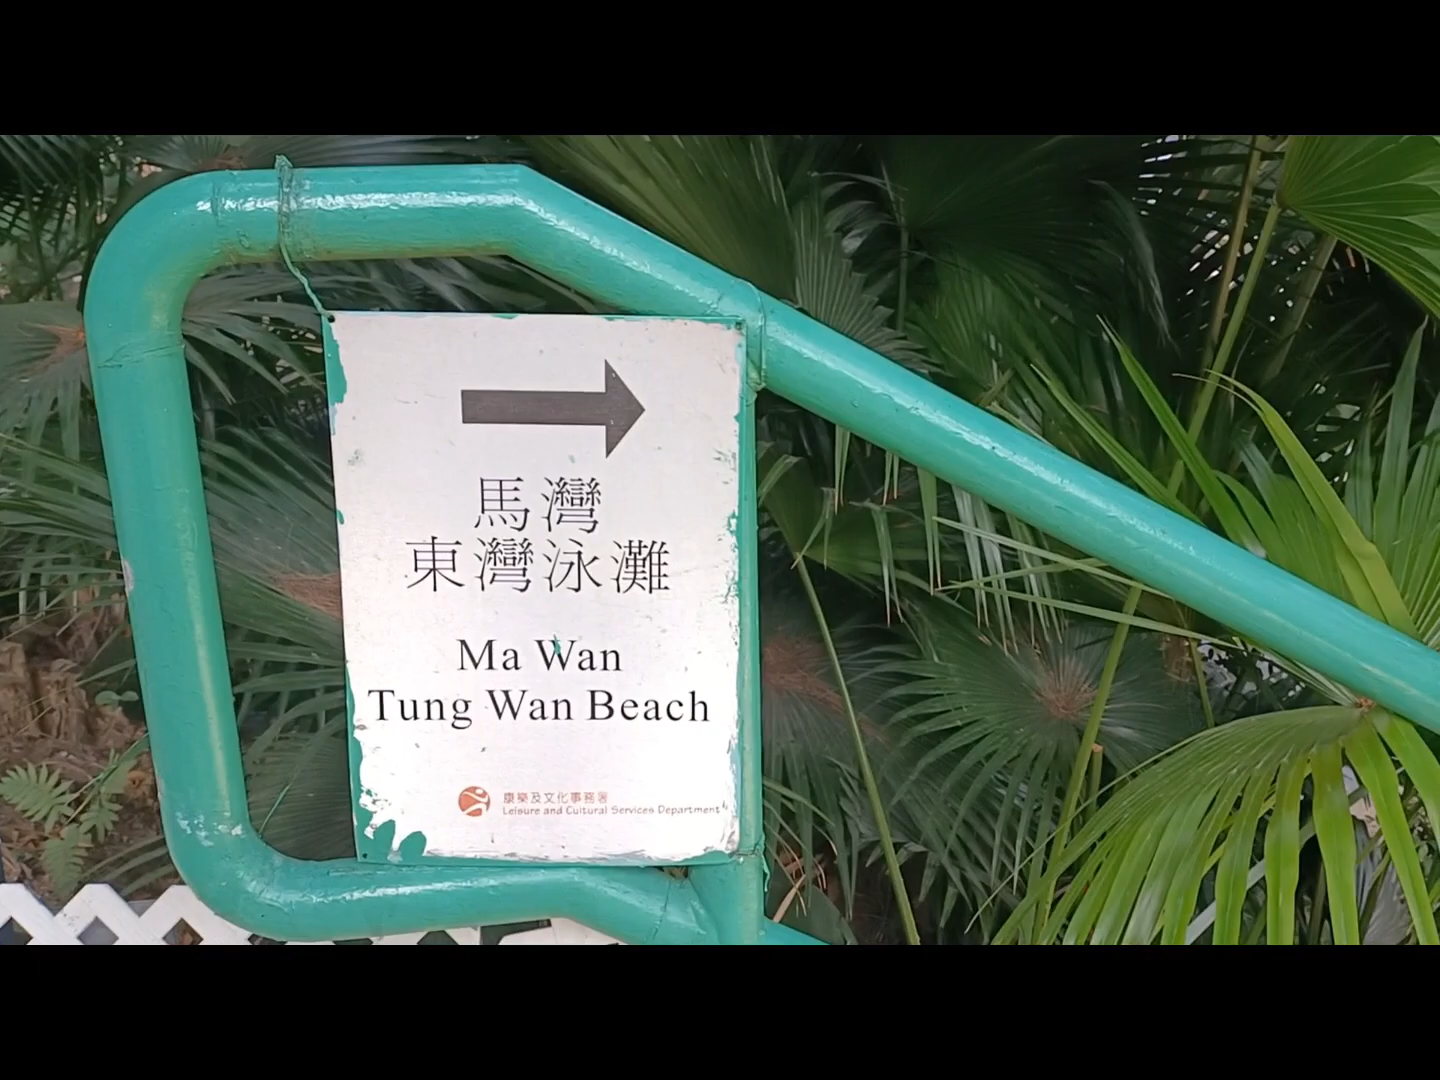 馬灣
東灣泳灘
Ma Wan
Tung Wan Beach
康樂及文化事務署
Leisure and Cultural Services Department